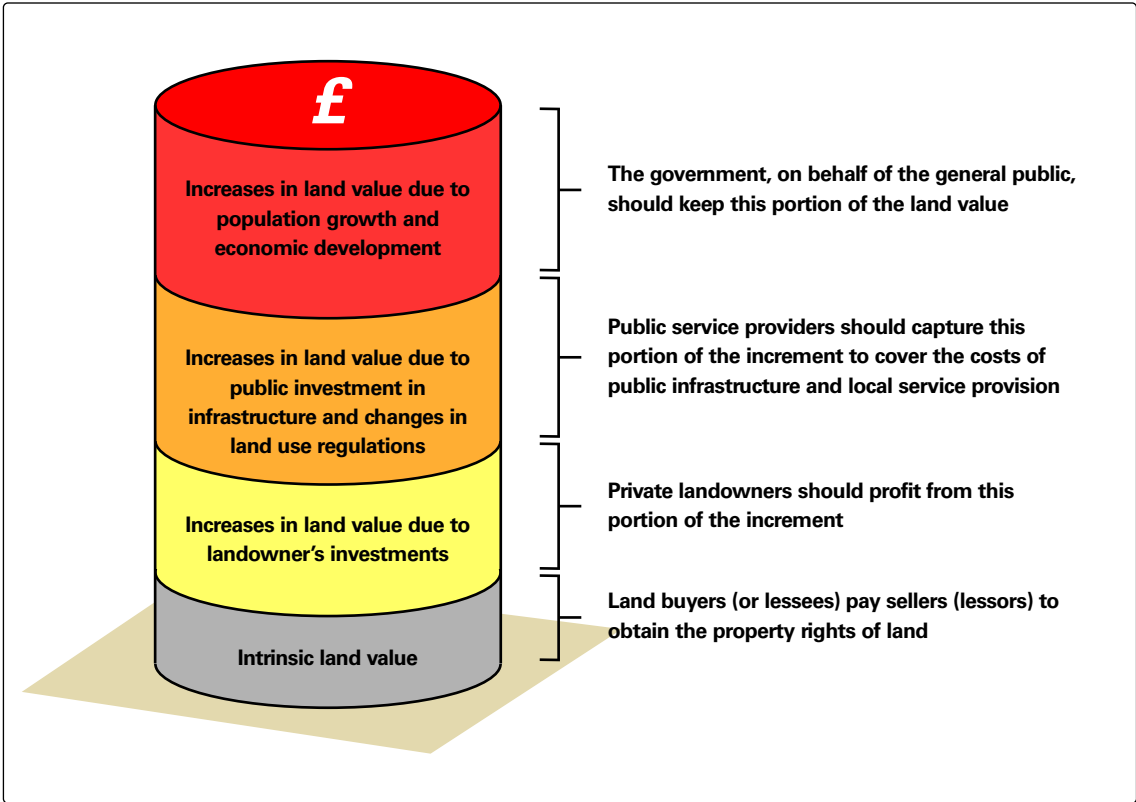 £
Increases in land value due to
population growth and
economic development
The government, on behalf of the general public,
should keep this portion of the land value
Increases in land value due to
public investment in
infrastructure and changes in
land use regulations
Public service providers should capture this
portion of the increment to cover the costs of
public infrastructure and local service provision
Increases in land value due to
landowner’s investments
Private landowners should profit from this
portion of the increment
Intrinsic land value
Land buyers (or lessees) pay sellers (lessors) to
obtain the property rights of land